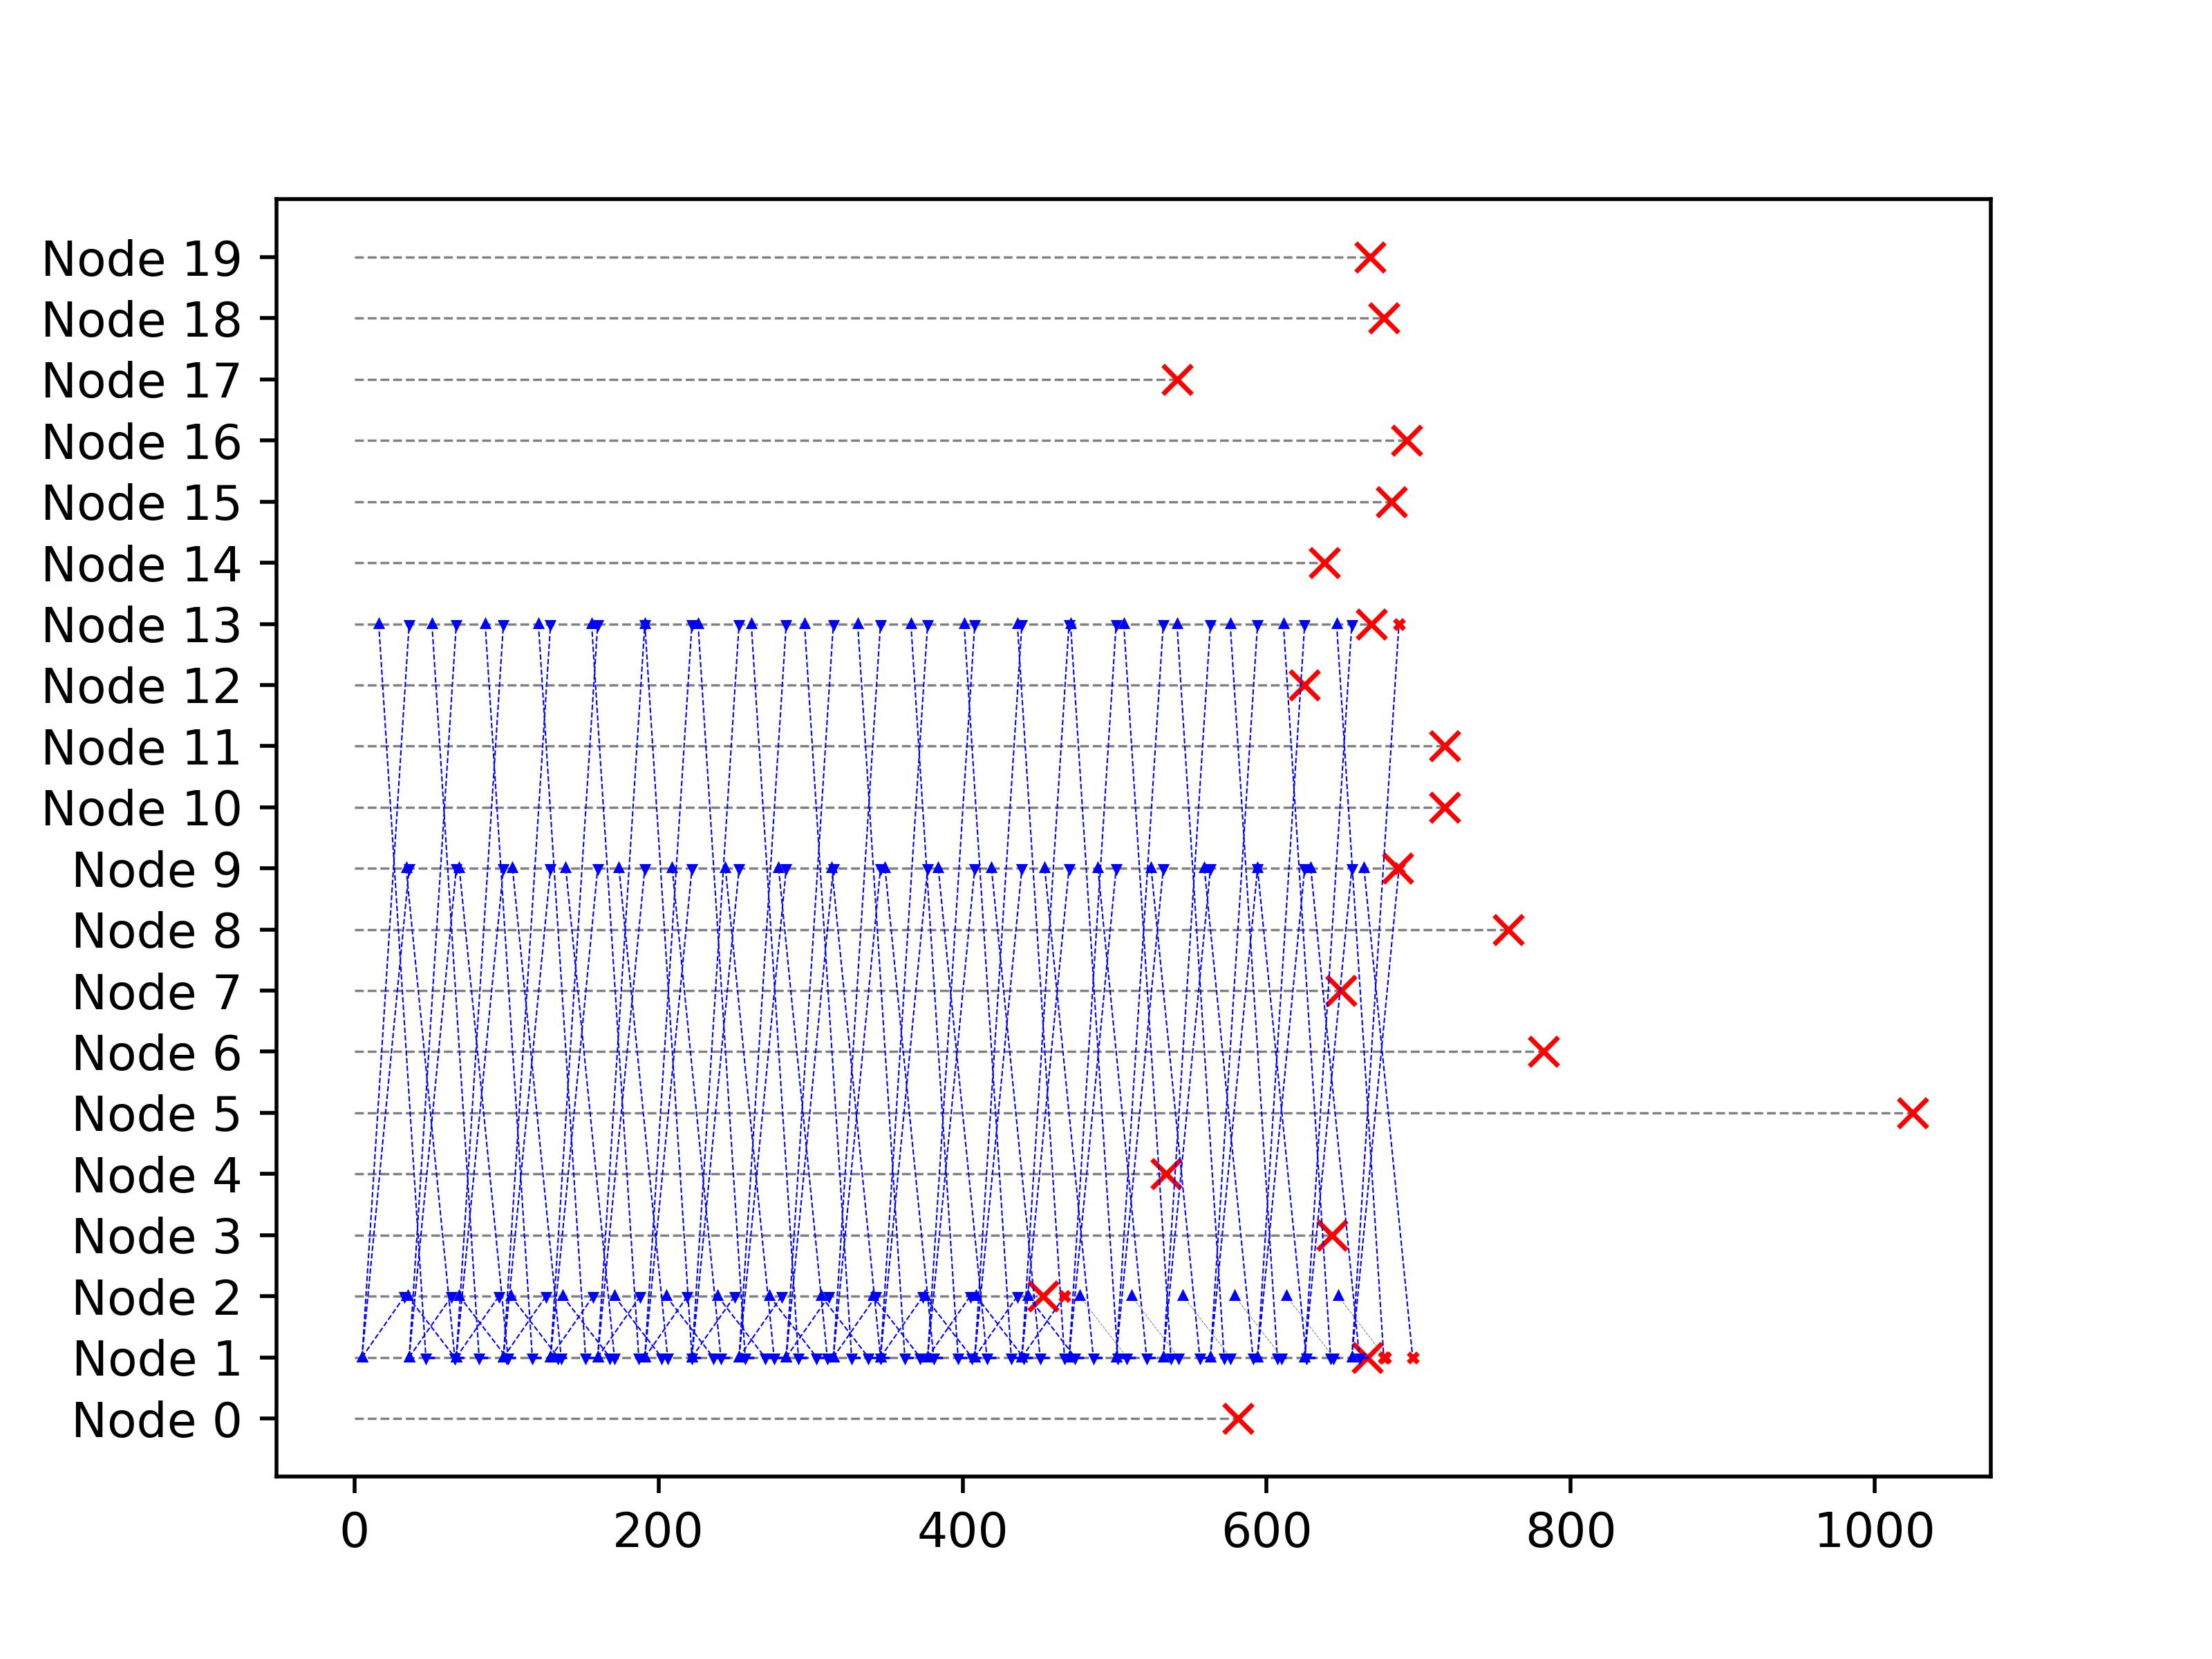 Node 19
Node 18
Node 17
Node 16
Node 15
Node 14
Node 13
Node 12
Node 11
Node 10
Node 9
Node 8
Node 7
Node 6
Node 5
Node 4
Node 3
Node 2
Node 1
Node 0
0 200 400 600 800 1000